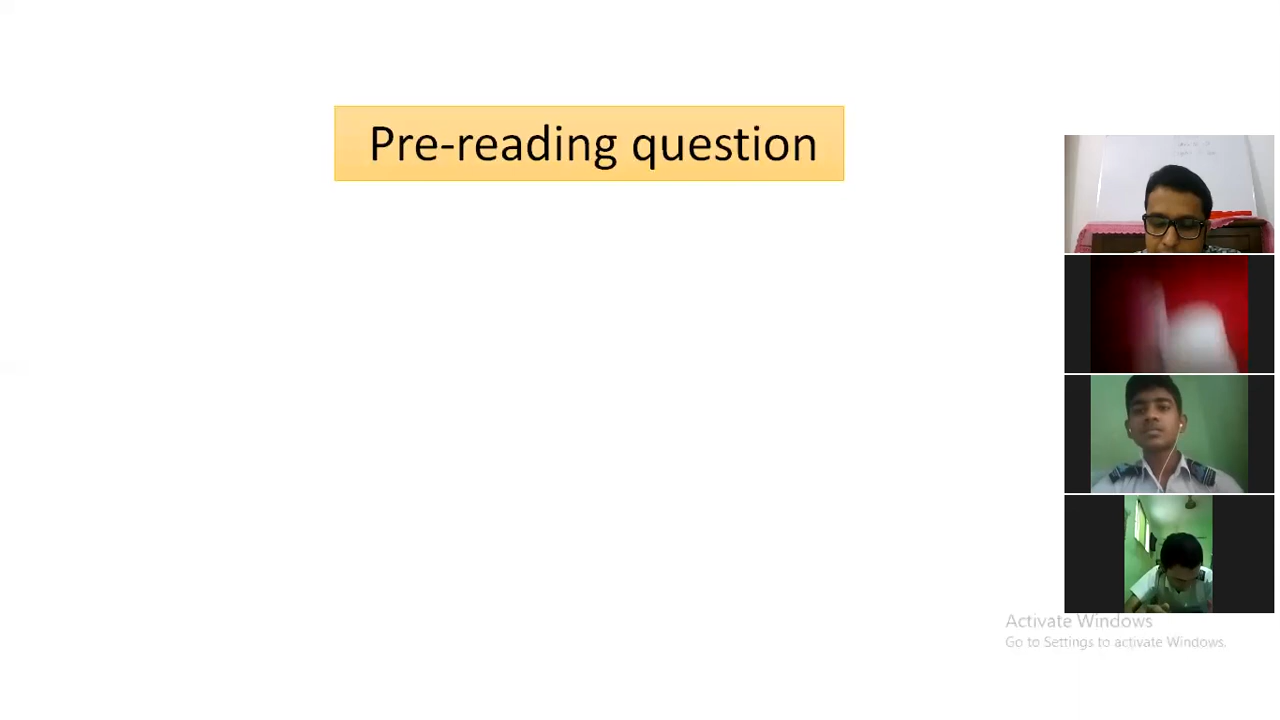 Pre-reading question
Activate Windows
Go to Settings to activate Windows.